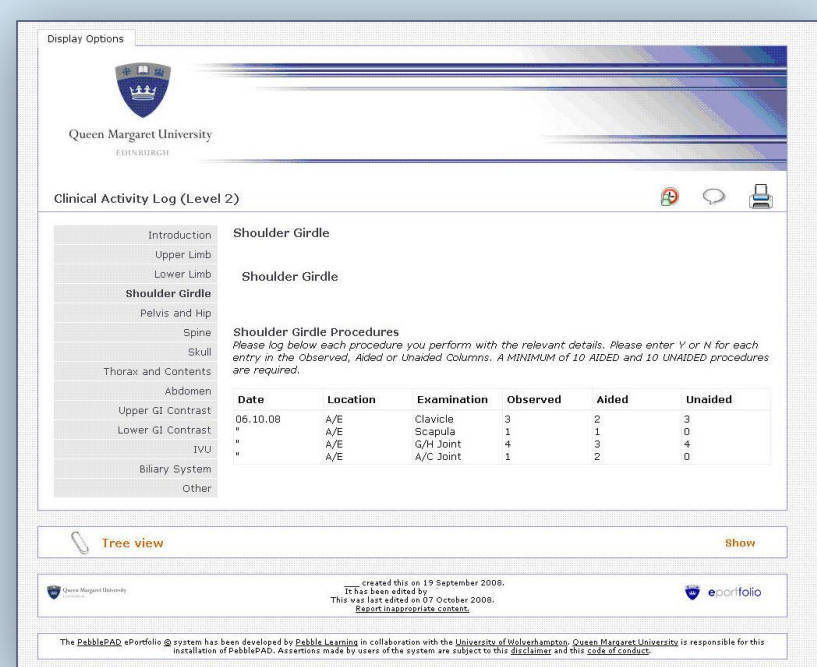 Display Options
Queen Margaret University
EDINBURGH
Clinical Activity Log (Level 2)
Introduction
Upper Limb
Lower Limb
Shoulder Girdle
Pelvis and Hip
Spine
Skull
Thorax and Contents
Abdomen
Upper GI Contrast
Lower GI Contrast
IVU
Biliary System
Other
Shoulder Girdle
Shoulder Girdle
Shoulder Girdle Procedures
Please log below each procedure you perform with the relevant details. Please enter Y or N for each
entry in the Observed, Aided or Unaided Columns. A MINIMUM of 10 AIDED and 10 UNAIDED procedures
are required.
Date Location Examination Observed Aided Unaided
06.10.08 A/E Clavicle 3 2 3
" A/E Scapula 1 1 0
" A/E G/H Joint 4 3 4
" A/E A/C Joint 1 2 0
Tree view
Show
Queen Margaret University
___ created this on 19 September 2008.
It has been edited by
This was last edited on 07 October 2008.
Report inappropriate content.
eportfolio
The PebblePAD ePortfolio @ system has been developed by Pebble Learning in collaboration with the University of Wolverhampton. Queen Margaret University is responsible for this
installation of PebblePAD. Assertions made by users of the system are subject to this disclaimer and this code of conduct.